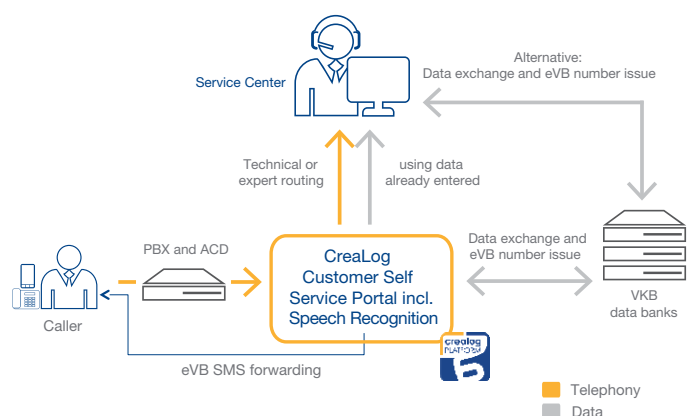 Service Center
Alternative:
Data exchange and eVB number issue
Technical or
expert routing
using data
already entered
PBX and ACD
CreaLog
Customer Self
Service Portal incl.
Speech Recognition
Data exchange and
eVB number issue
Caller
VKB
data banks
crealog
PLATFORM
eVB SMS forwarding
Telephony
Data